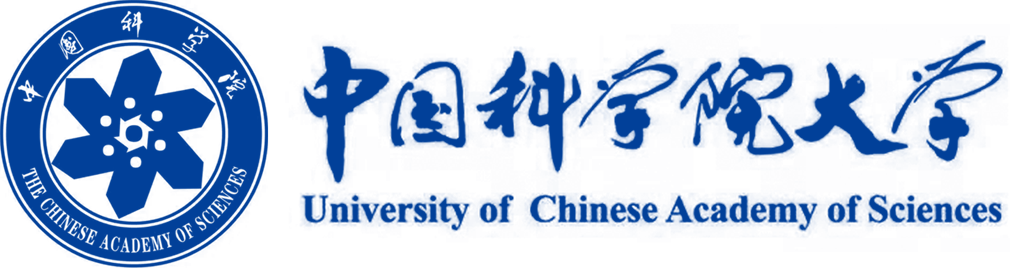 中国科学院
THE CHINESE ACADEMY OF SCIENCES
中国科学院大学
University of Chinese Academy of Sciences